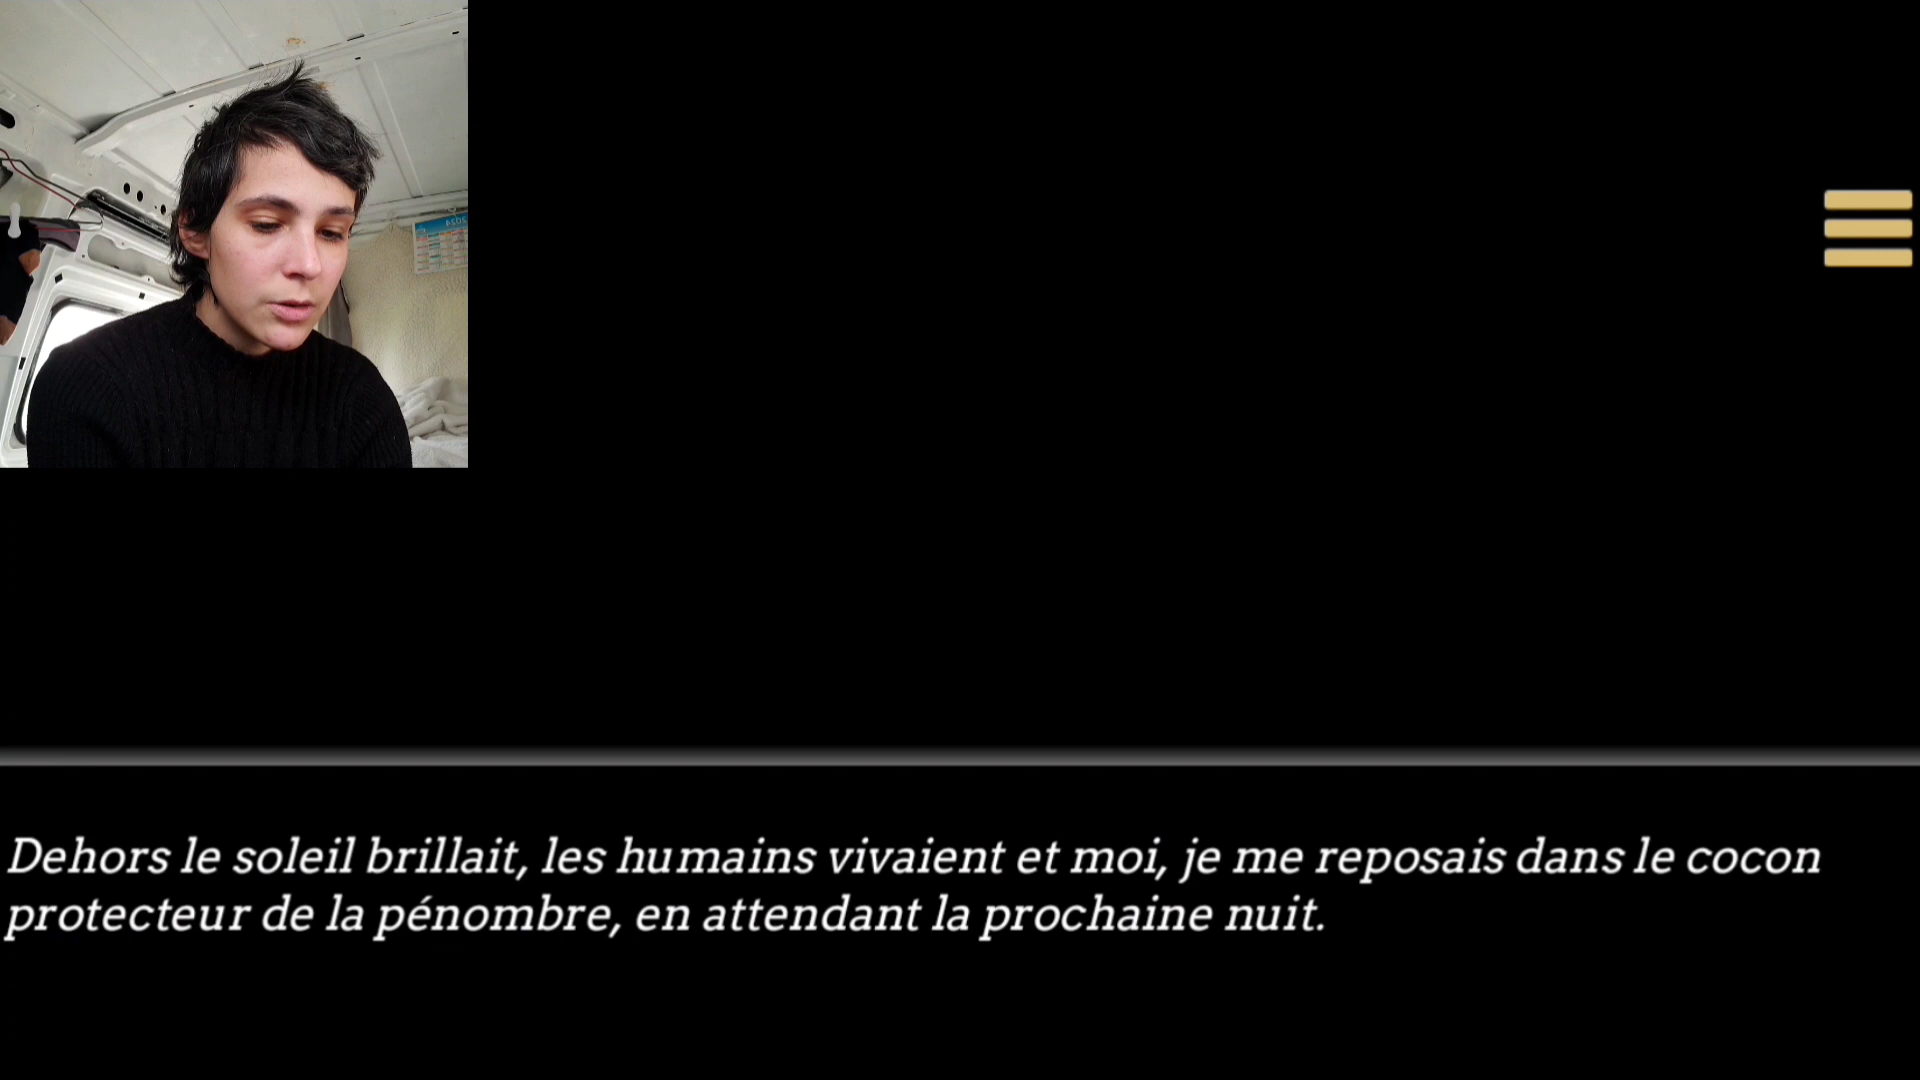 Dehors le soleil brillait, les humains vivaient et moi, je me reposais dans le cocon
protecteur de la pénombre, en attendant la prochaine nuit.